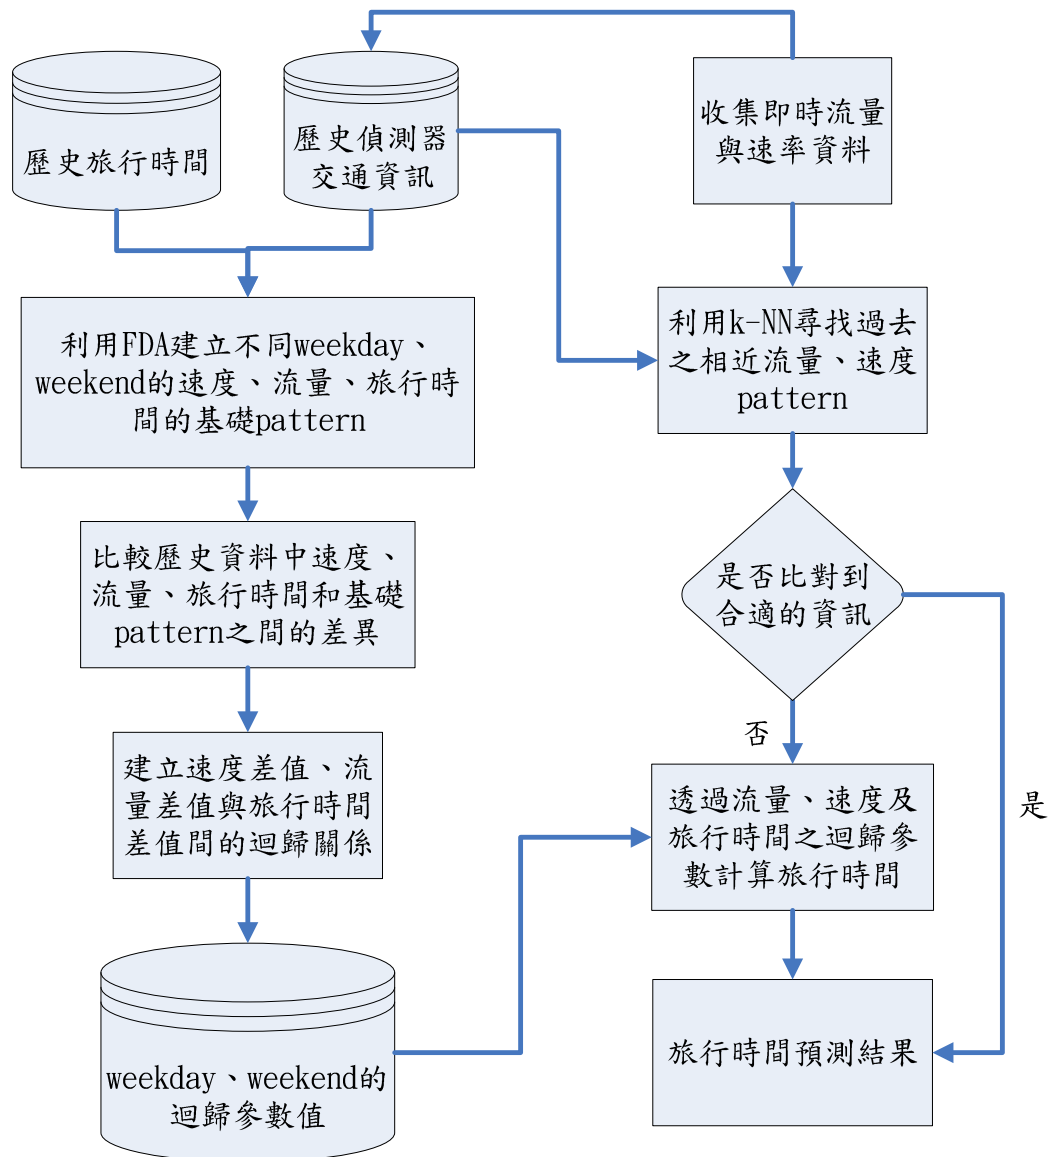 歷史旅行時間
歷史偵測器
交通資訊
收集即時流量
與速率資料
利用FDA建立不同weekday、
weekend的速度、流量、旅行時
間的基礎pattern
利用k-NN尋找過去
之相近流量、速度
pattern
比較歷史資料中速度、
流量、旅行時間和基礎
pattern之間的差異
是否比對到
合適的資訊
否
是
建立速度差值、流
量差值與旅行時間
差值間的迴歸關係
透過流量、速度及
旅行時間之迴歸參
數計算旅行時間
weekday、weekend的
迴歸參數值
旅行時間預測結果